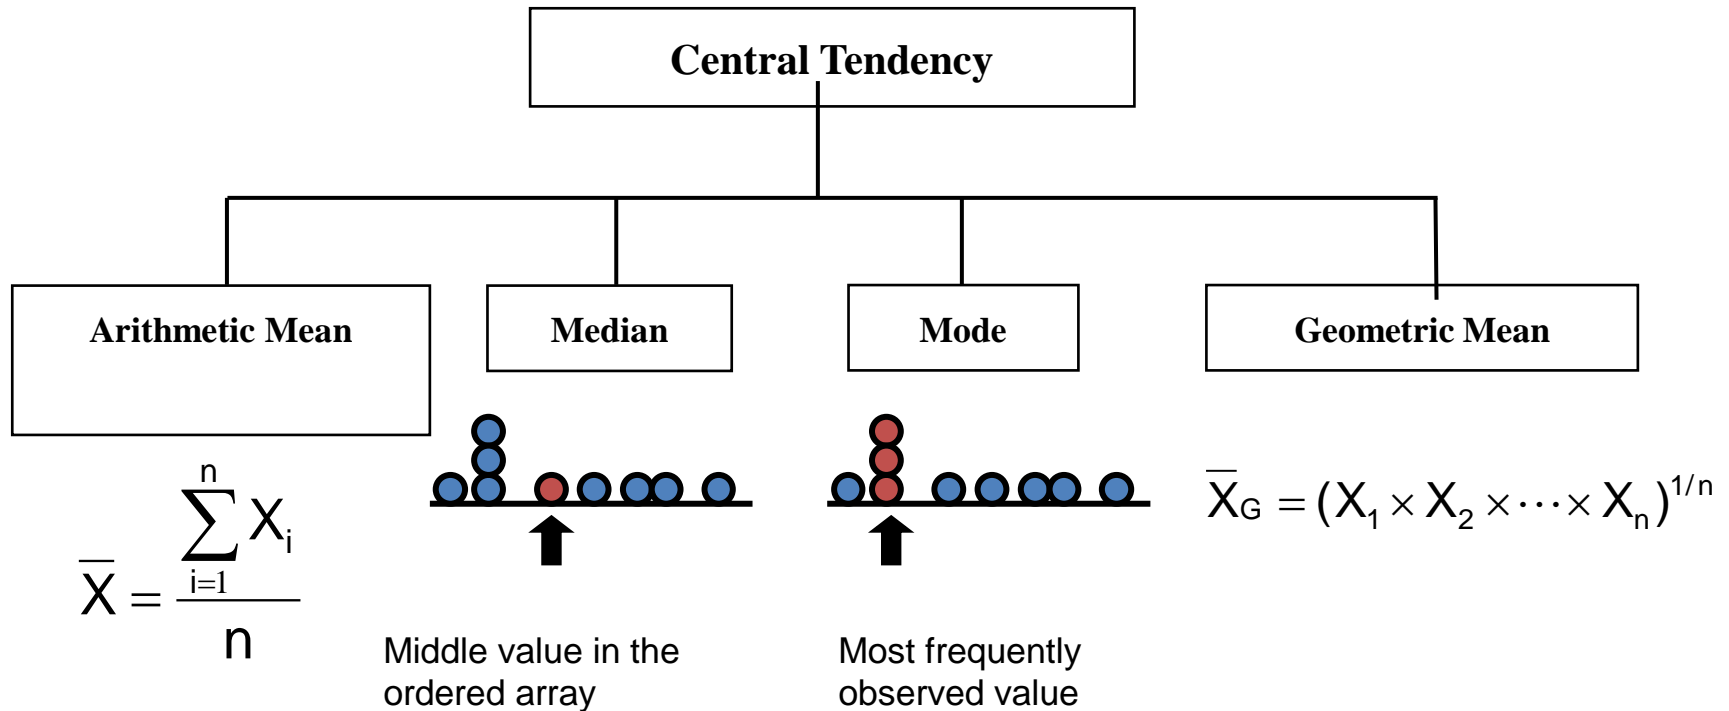 Central Tendency
Arithmetic Mean
Median
Mode
Geometric Mean
X̅ = ∑ᵢ₌₁ⁿ Xᵢ / n
X̅G = (X₁ × X₂ × ⋯ × Xₙ)^1/n
Middle value in the
ordered array
Most frequently
observed value